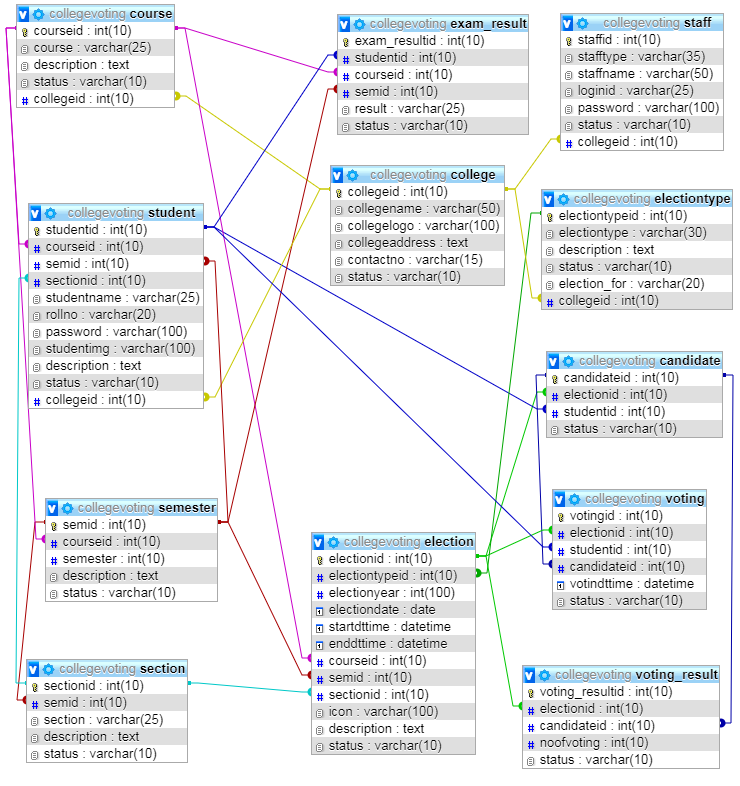 collegevoting course
courseid : int(10)
course : varchar(25)
description : text
status : varchar(10)
collegeid : int(10)
collegevoting exam_result
exam_resultid : int(10)
studentid : int(10)
courseid : int(10)
semid : int(10)
result : varchar(25)
status : varchar(10)
collegevoting staff
staffid : int(10)
stafftype : varchar(35)
staffname : varchar(50)
loginid : varchar(25)
password : varchar(100)
status : varchar(10)
collegeid : int(10)
collegevoting college
collegeid : int(10)
collegename : varchar(50)
collegelogo : varchar(100)
collegeaddress : text
contactno : varchar(15)
status : varchar(10)
collegevoting student
studentid : int(10)
courseid : int(10)
semid : int(10)
sectionid : int(10)
studentname : varchar(25)
rollno : varchar(20)
password : varchar(100)
studentimg : varchar(100)
description : text
status : varchar(10)
collegeid : int(10)
collegevoting electiontype
electiontypeid : int(10)
electiontype : varchar(30)
description : text
status : varchar(10)
election_for : varchar(20)
collegeid : int(10)
collegevoting candidate
candidateid : int(10)
electionid : int(10)
studentid : int(10)
status : varchar(10)
collegevoting semester
semid : int(10)
courseid : int(10)
semester : int(10)
description : text
status : varchar(10)
collegevoting voting
votingid : int(10)
electionid : int(10)
studentid : int(10)
candidateid : int(10)
votindttime : datetime
status : varchar(10)
collegevoting election
electionid : int(10)
electiontypeid : int(10)
electionyear : int(100)
electiondate : date
startdttime : datetime
enddttime : datetime
courseid : int(10)
semid : int(10)
sectionid : int(10)
icon : varchar(100)
description : text
status : varchar(10)
collegevoting section
sectionid : int(10)
semid : int(10)
section : varchar(25)
description : text
status : varchar(10)
collegevoting voting_result
voting_resultid : int(10)
electionid : int(10)
candidateid : int(10)
noofvoting : int(10)
status : varchar(10)